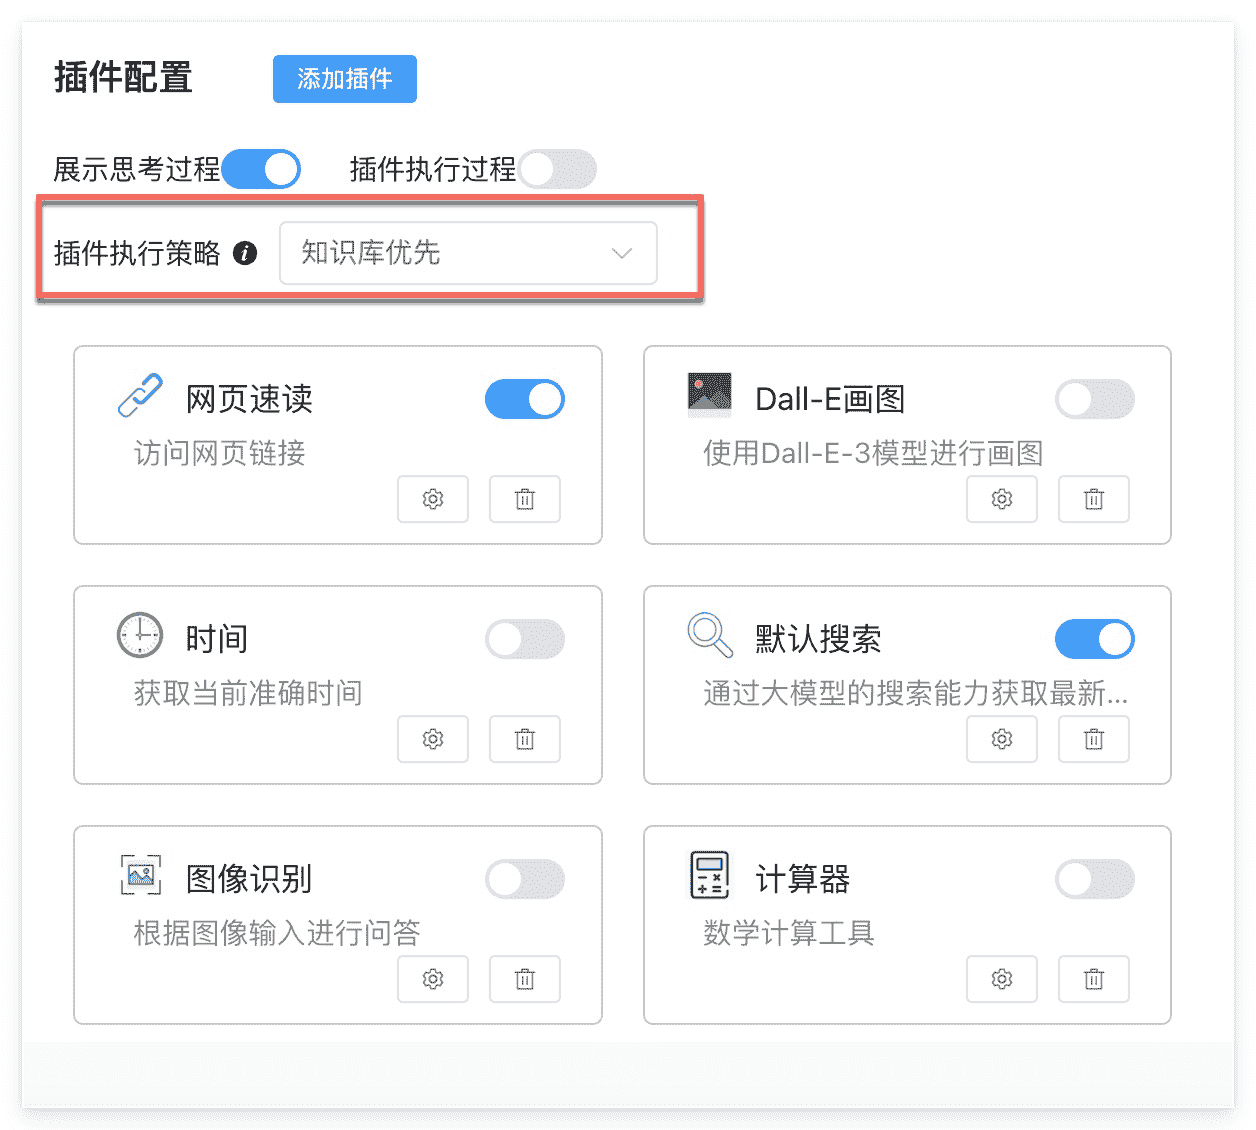 插件配置 添加插件
展示思考过程 插件执行过程
插件执行策略 i 知识库优先
网页速读
访问网页链接
Dall-E画图
使用Dall-E-3模型进行画图
时间
获取当前准确时间
默认搜索
通过大模型的搜索能力获取最新...
图像识别
根据图像输入进行问答
计算器
数学计算工具